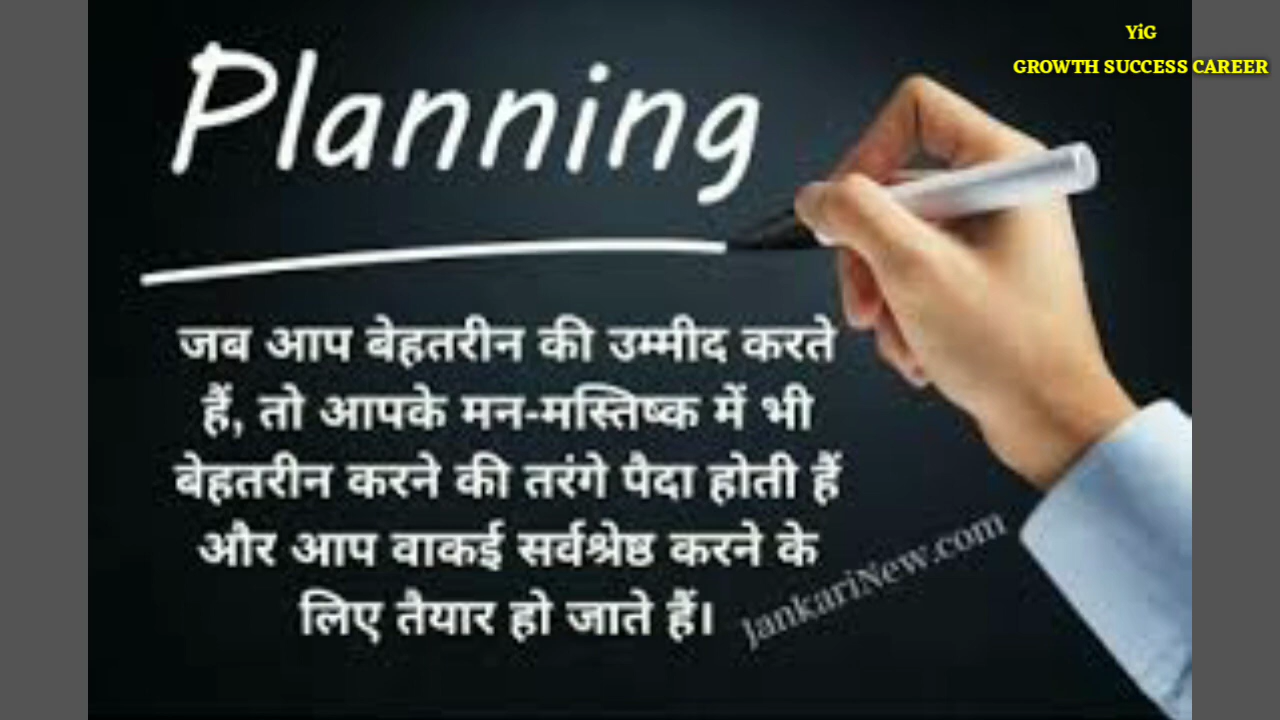 YiG
GROWTH SUCCESS CAREER
Planning
जब आप बेहतरीन की उम्मीद करते
हैं, तो आपके मन-मस्तिष्क में भी
बेहतरीन करने की तरंगे पैदा होती हैं
और आप वाकई सर्वश्रेष्ठ करने के
लिए तैयार हो जाते हैं।
JankariNew.com